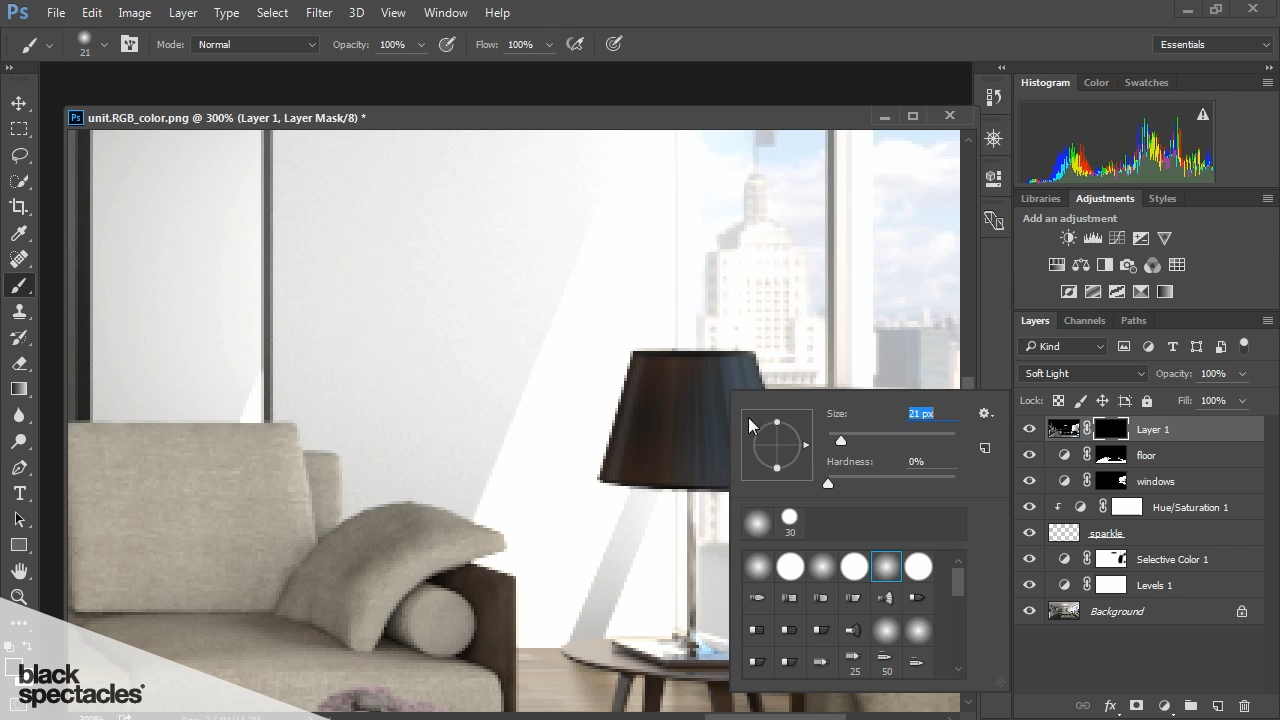 Ps File Edit Image Layer Type Select Filter 3D View Window Help
21 Mode: Normal Opacity: 100% Flow: 100% Essentials
Ps unit.RGB_color.png @ 300% (Layer 1, Layer Mask/8) *
Histogram Color Swatches
Libraries Adjustments Styles
Add an adjustment
Layers Channels Paths
Kind
Soft Light Opacity: 100%
Lock: Fill: 100%
Layer 1
floor
windows
Hue/Saturation 1
sparkle
Selective Color 1
Levels 1
Background
Size: 21 px
Hardness: 0%
30
25 50
black
spectacles
300%
fx